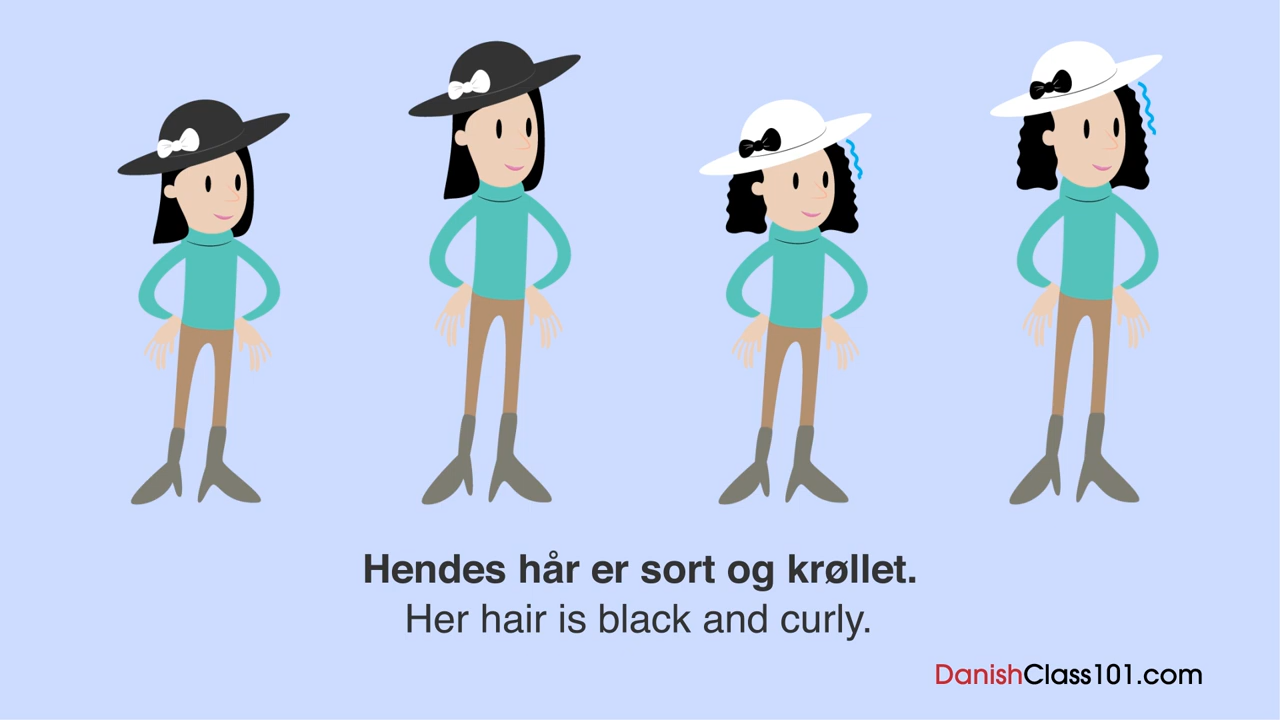 Hendes hår er sort og krøllet.
Her hair is black and curly.
DanishClass101.com